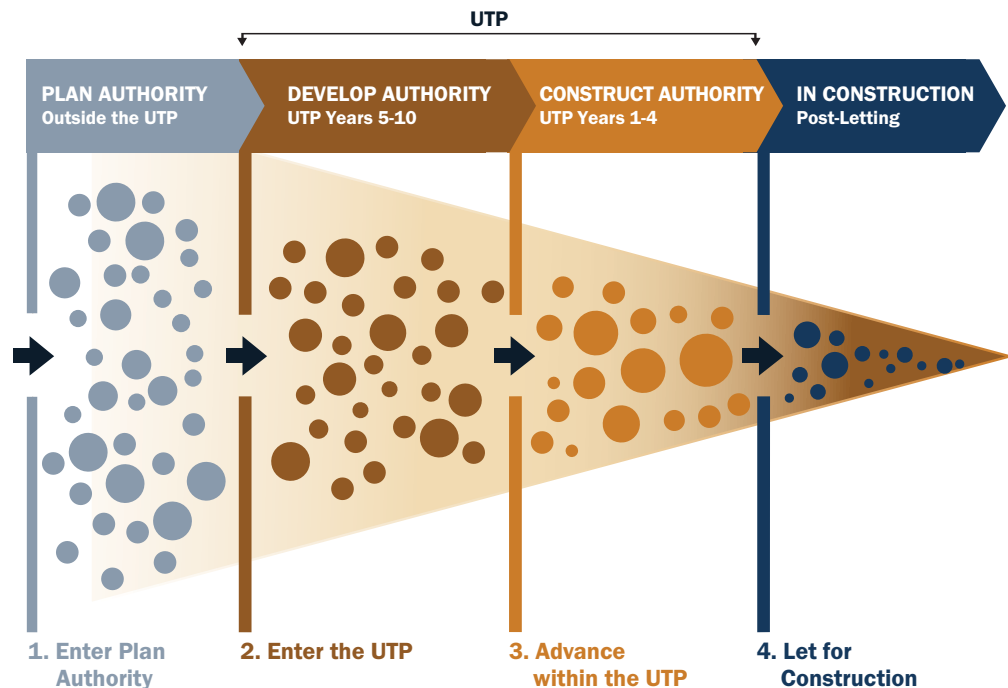 UTP
PLAN AUTHORITY
Outside the UTP
DEVELOP AUTHORITY
UTP Years 5-10
CONSTRUCT AUTHORITY
UTP Years 1-4
IN CONSTRUCTION
Post-Letting
1. Enter Plan
Authority
2. Enter the UTP
3. Advance
within the UTP
4. Let for
Construction